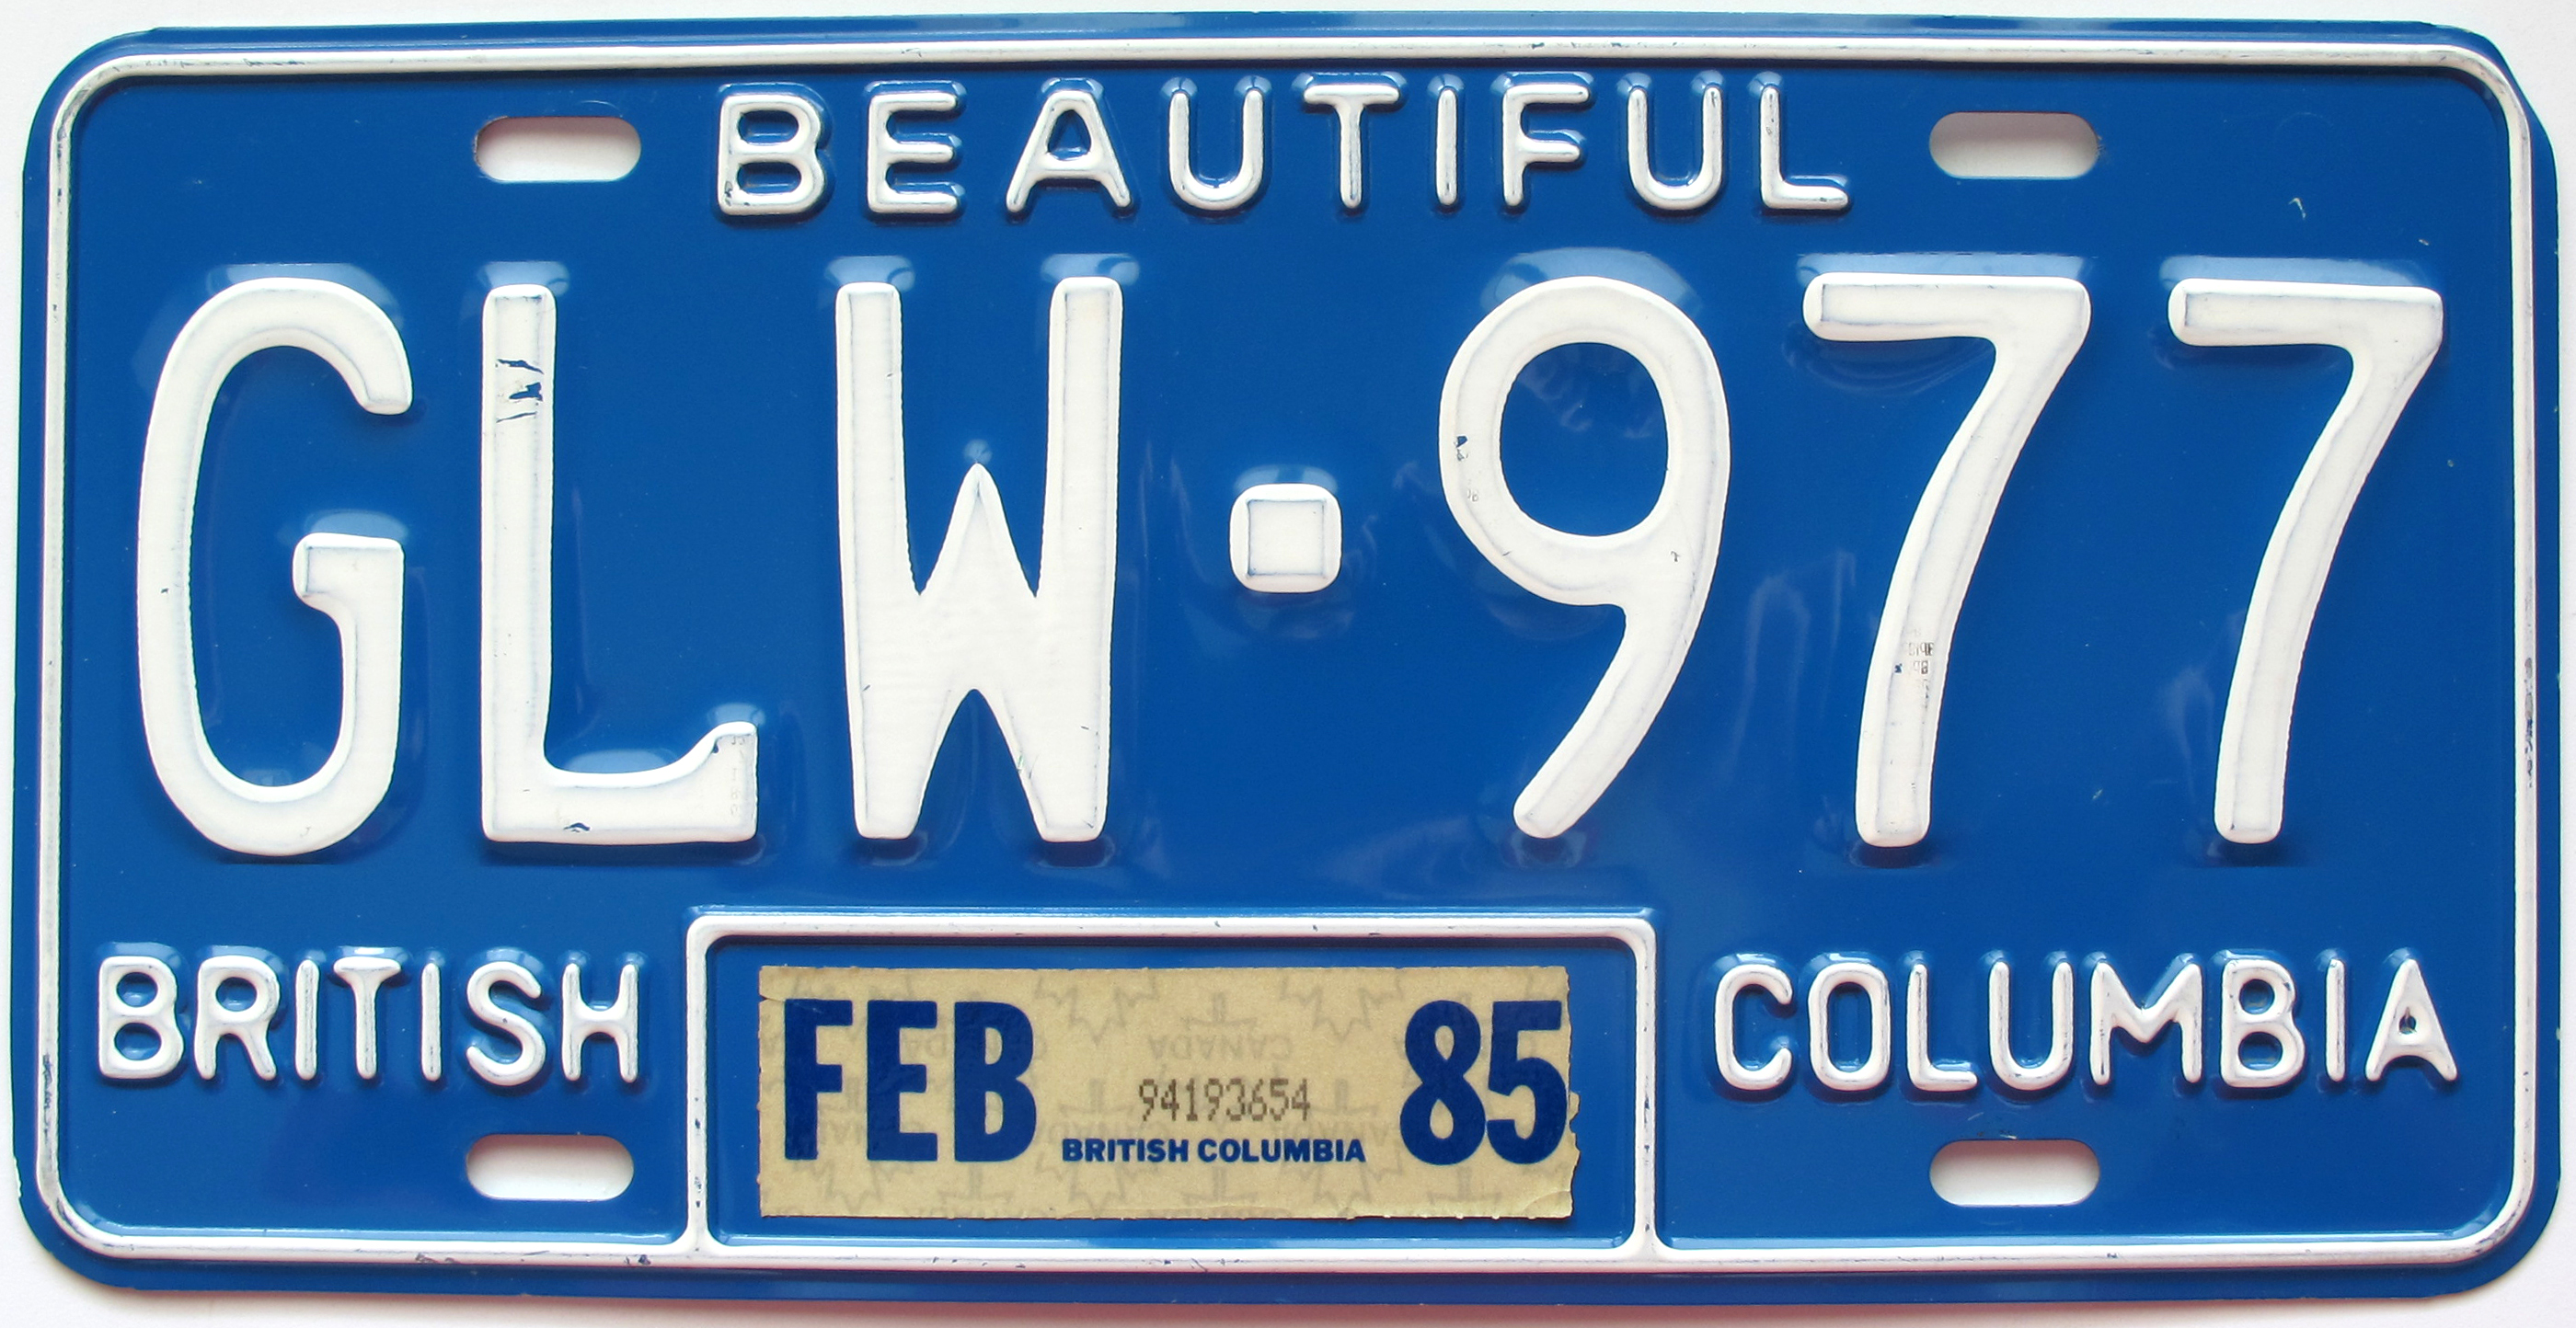 BEAUTIFUL
GLW·977
BRITISH
FEB 85
94193654
BRITISH COLUMBIA
COLUMBIA